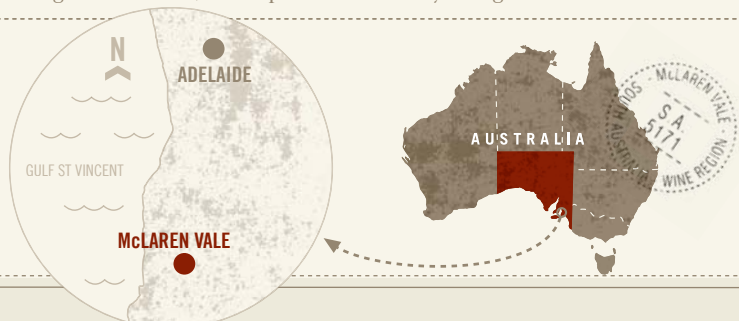 N
ADELAIDE
GULF ST VINCENT
McLAREN VALE
AUSTRALIA
McLAREN VALE
SOUTH AUSTRALIA
WINE REGION
S.A.
5171